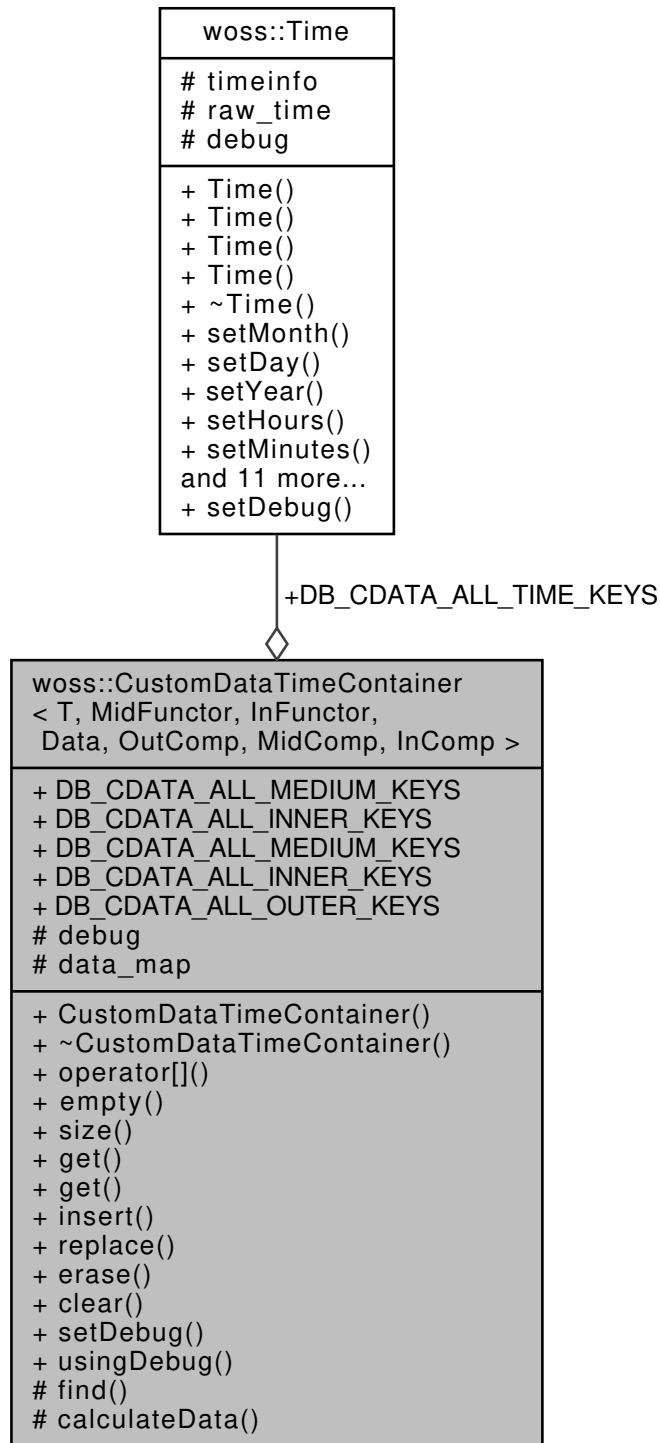 woss::Time
# timeinfo
# raw_time
# debug
+ Time()
+ Time()
+ Time()
+ Time()
+ ~Time()
+ setMonth()
+ setDay()
+ setYear()
+ setHours()
+ setMinutes()
and 11 more...
+ setDebug()
+DB_CDATA_ALL_TIME_KEYS
woss::CustomDataTimeContainer
< T, MidFunctor, InFunctor,
Data, OutComp, MidComp, InComp >
+ DB_CDATA_ALL_MEDIUM_KEYS
+ DB_CDATA_ALL_INNER_KEYS
+ DB_CDATA_ALL_MEDIUM_KEYS
+ DB_CDATA_ALL_INNER_KEYS
+ DB_CDATA_ALL_OUTER_KEYS
# debug
# data_map
+ CustomDataTimeContainer()
+ ~CustomDataTimeContainer()
+ operator[]()
+ empty()
+ size()
+ get()
+ get()
+ insert()
+ replace()
+ erase()
+ clear()
+ setDebug()
+ usingDebug()
# find()
# calculateData()